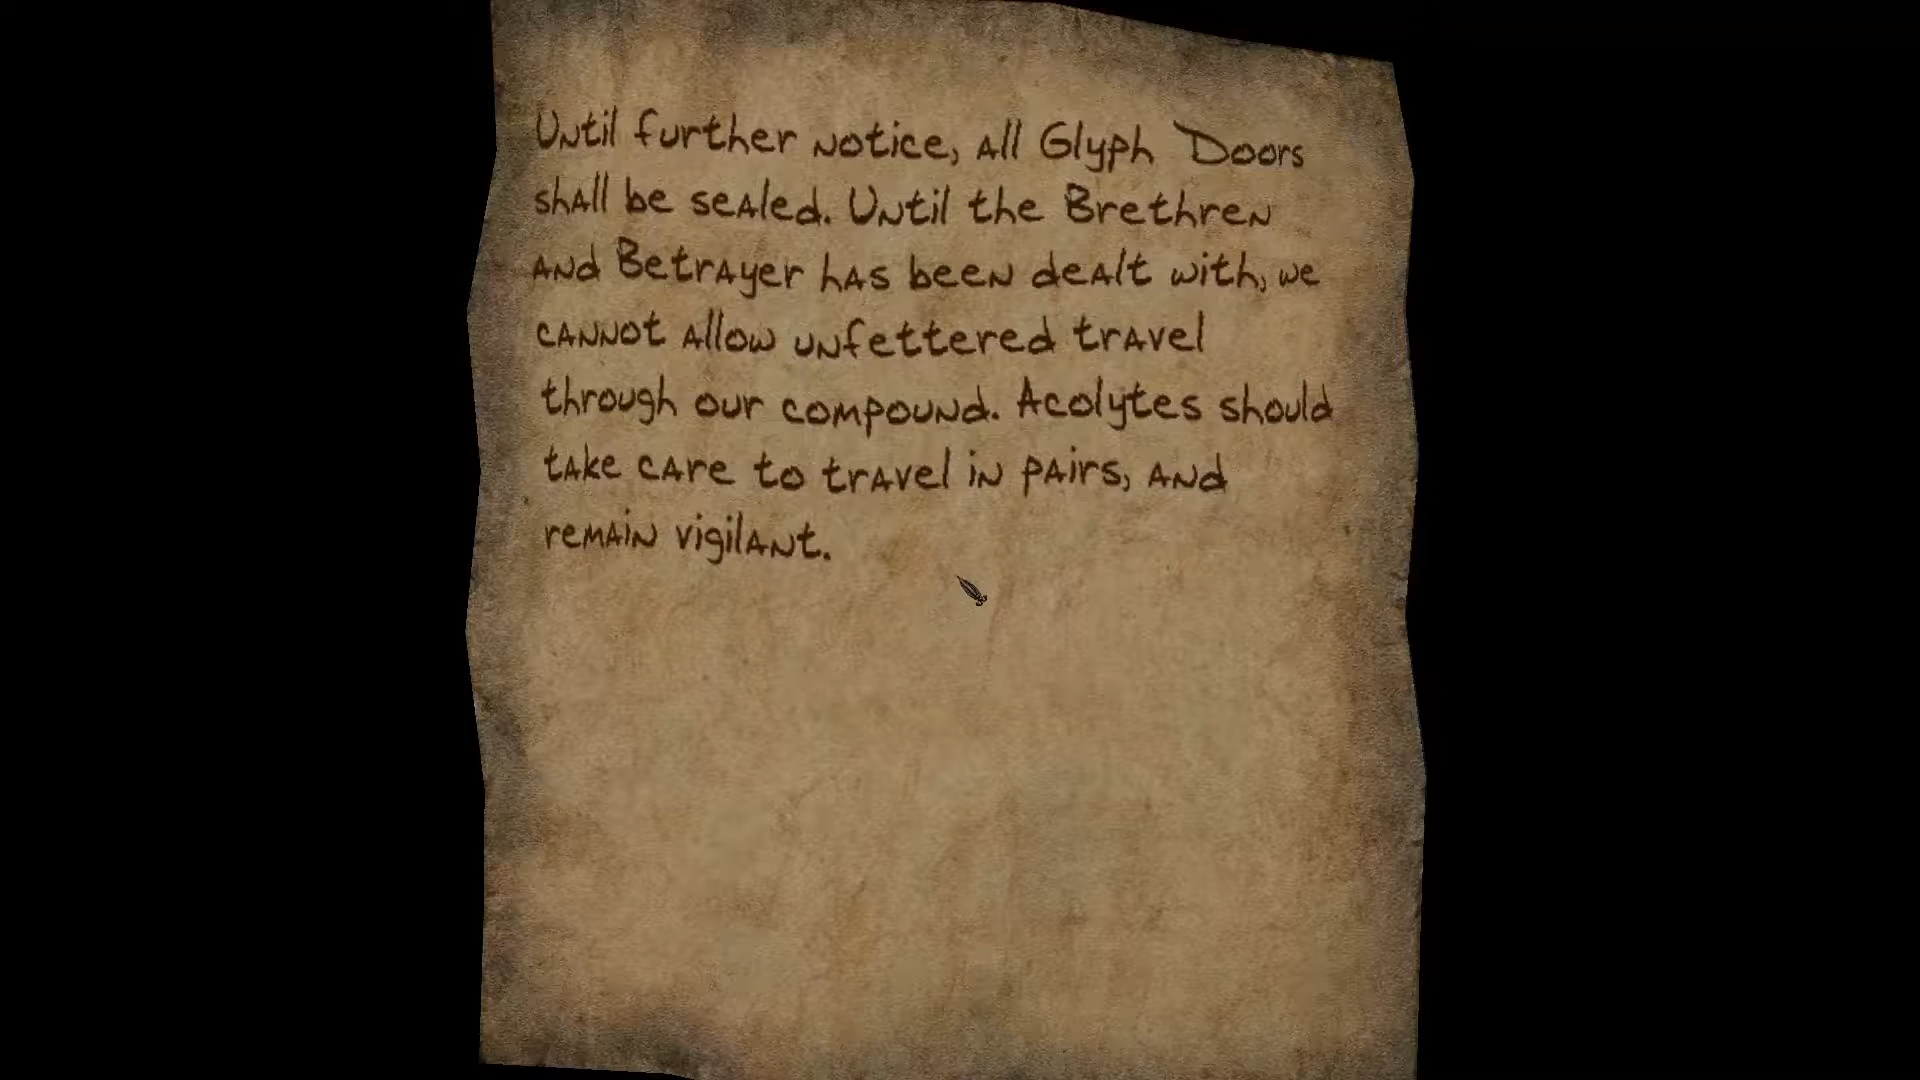 Until further notice, all Glyph Doors
shall be sealed. Until the Brethren
and Betrayer has been dealt with, we
cannot allow unfettered travel
through our compound. Acolytes should
take care to travel in pairs, and
remain vigilant.